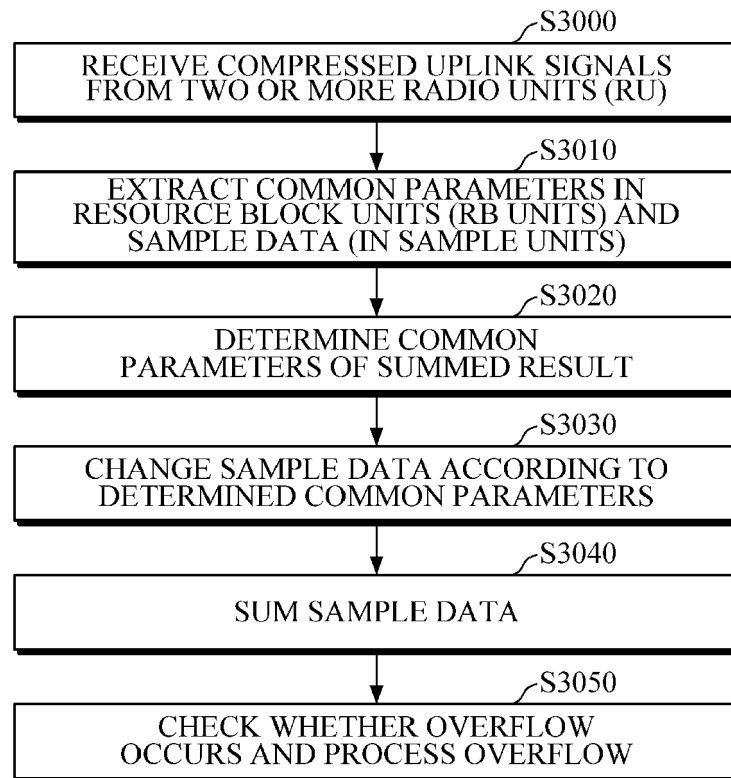 S3000
RECEIVE COMPRESSED UPLINK SIGNALS
FROM TWO OR MORE RADIO UNITS (RU)
S3010
EXTRACT COMMON PARAMETERS IN
RESOURCE BLOCK UNITS (RB UNITS) AND
SAMPLE DATA (IN SAMPLE UNITS)
S3020
DETERMINE COMMON
PARAMETERS OF SUMMED RESULT
S3030
CHANGE SAMPLE DATA ACCORDING TO
DETERMINED COMMON PARAMETERS
S3040
SUM SAMPLE DATA
S3050
CHECK WHETHER OVERFLOW
OCCURS AND PROCESS OVERFLOW